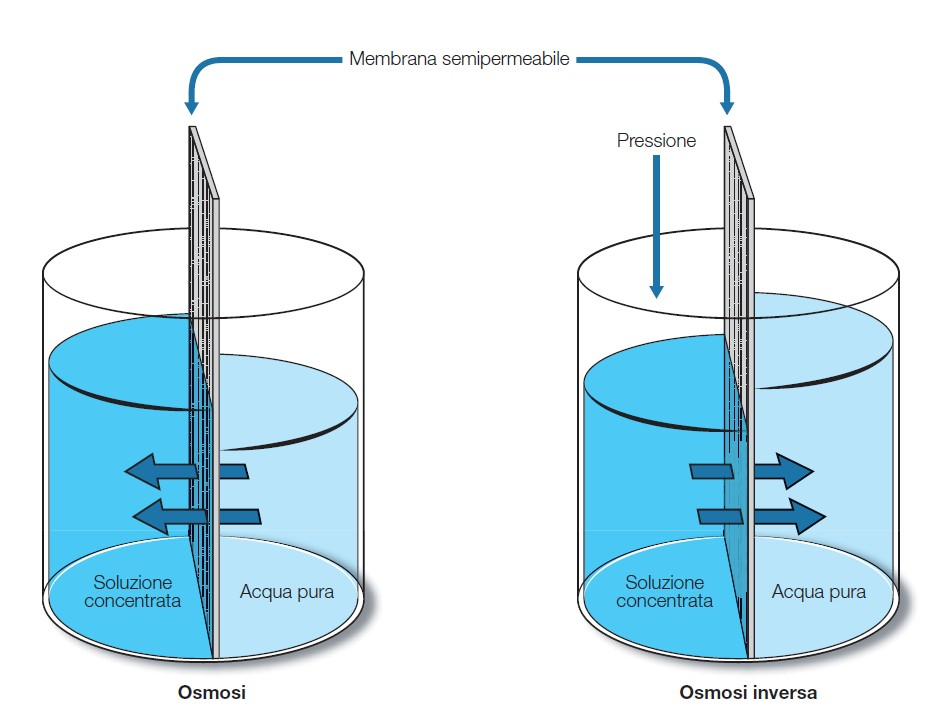 Membrana semipermeabile
Pressione
Soluzione
concentrata
Acqua pura
Soluzione
concentrata
Acqua pura
Osmosi
Osmosi inversa